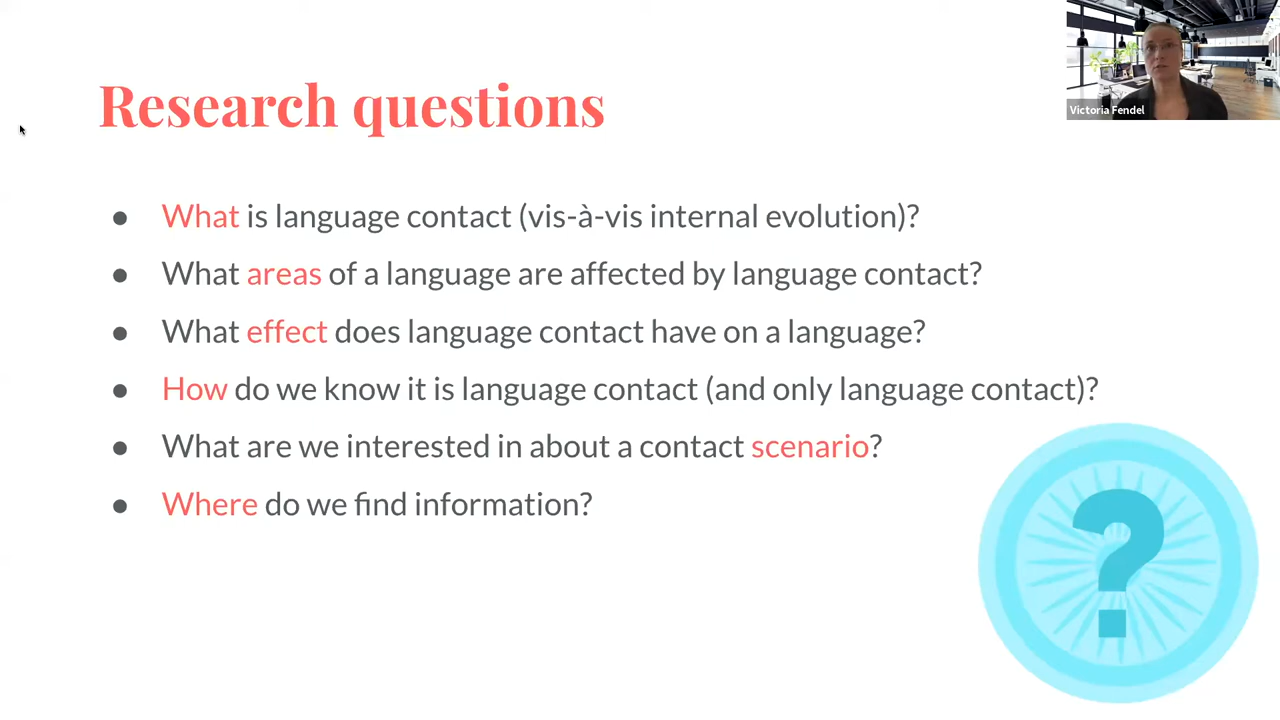 Research questions
Victoria Fendel
● What is language contact (vis-à-vis internal evolution)?
● What areas of a language are affected by language contact?
● What effect does language contact have on a language?
● How do we know it is language contact (and only language contact)?
● What are we interested in about a contact scenario?
● Where do we find information?
?